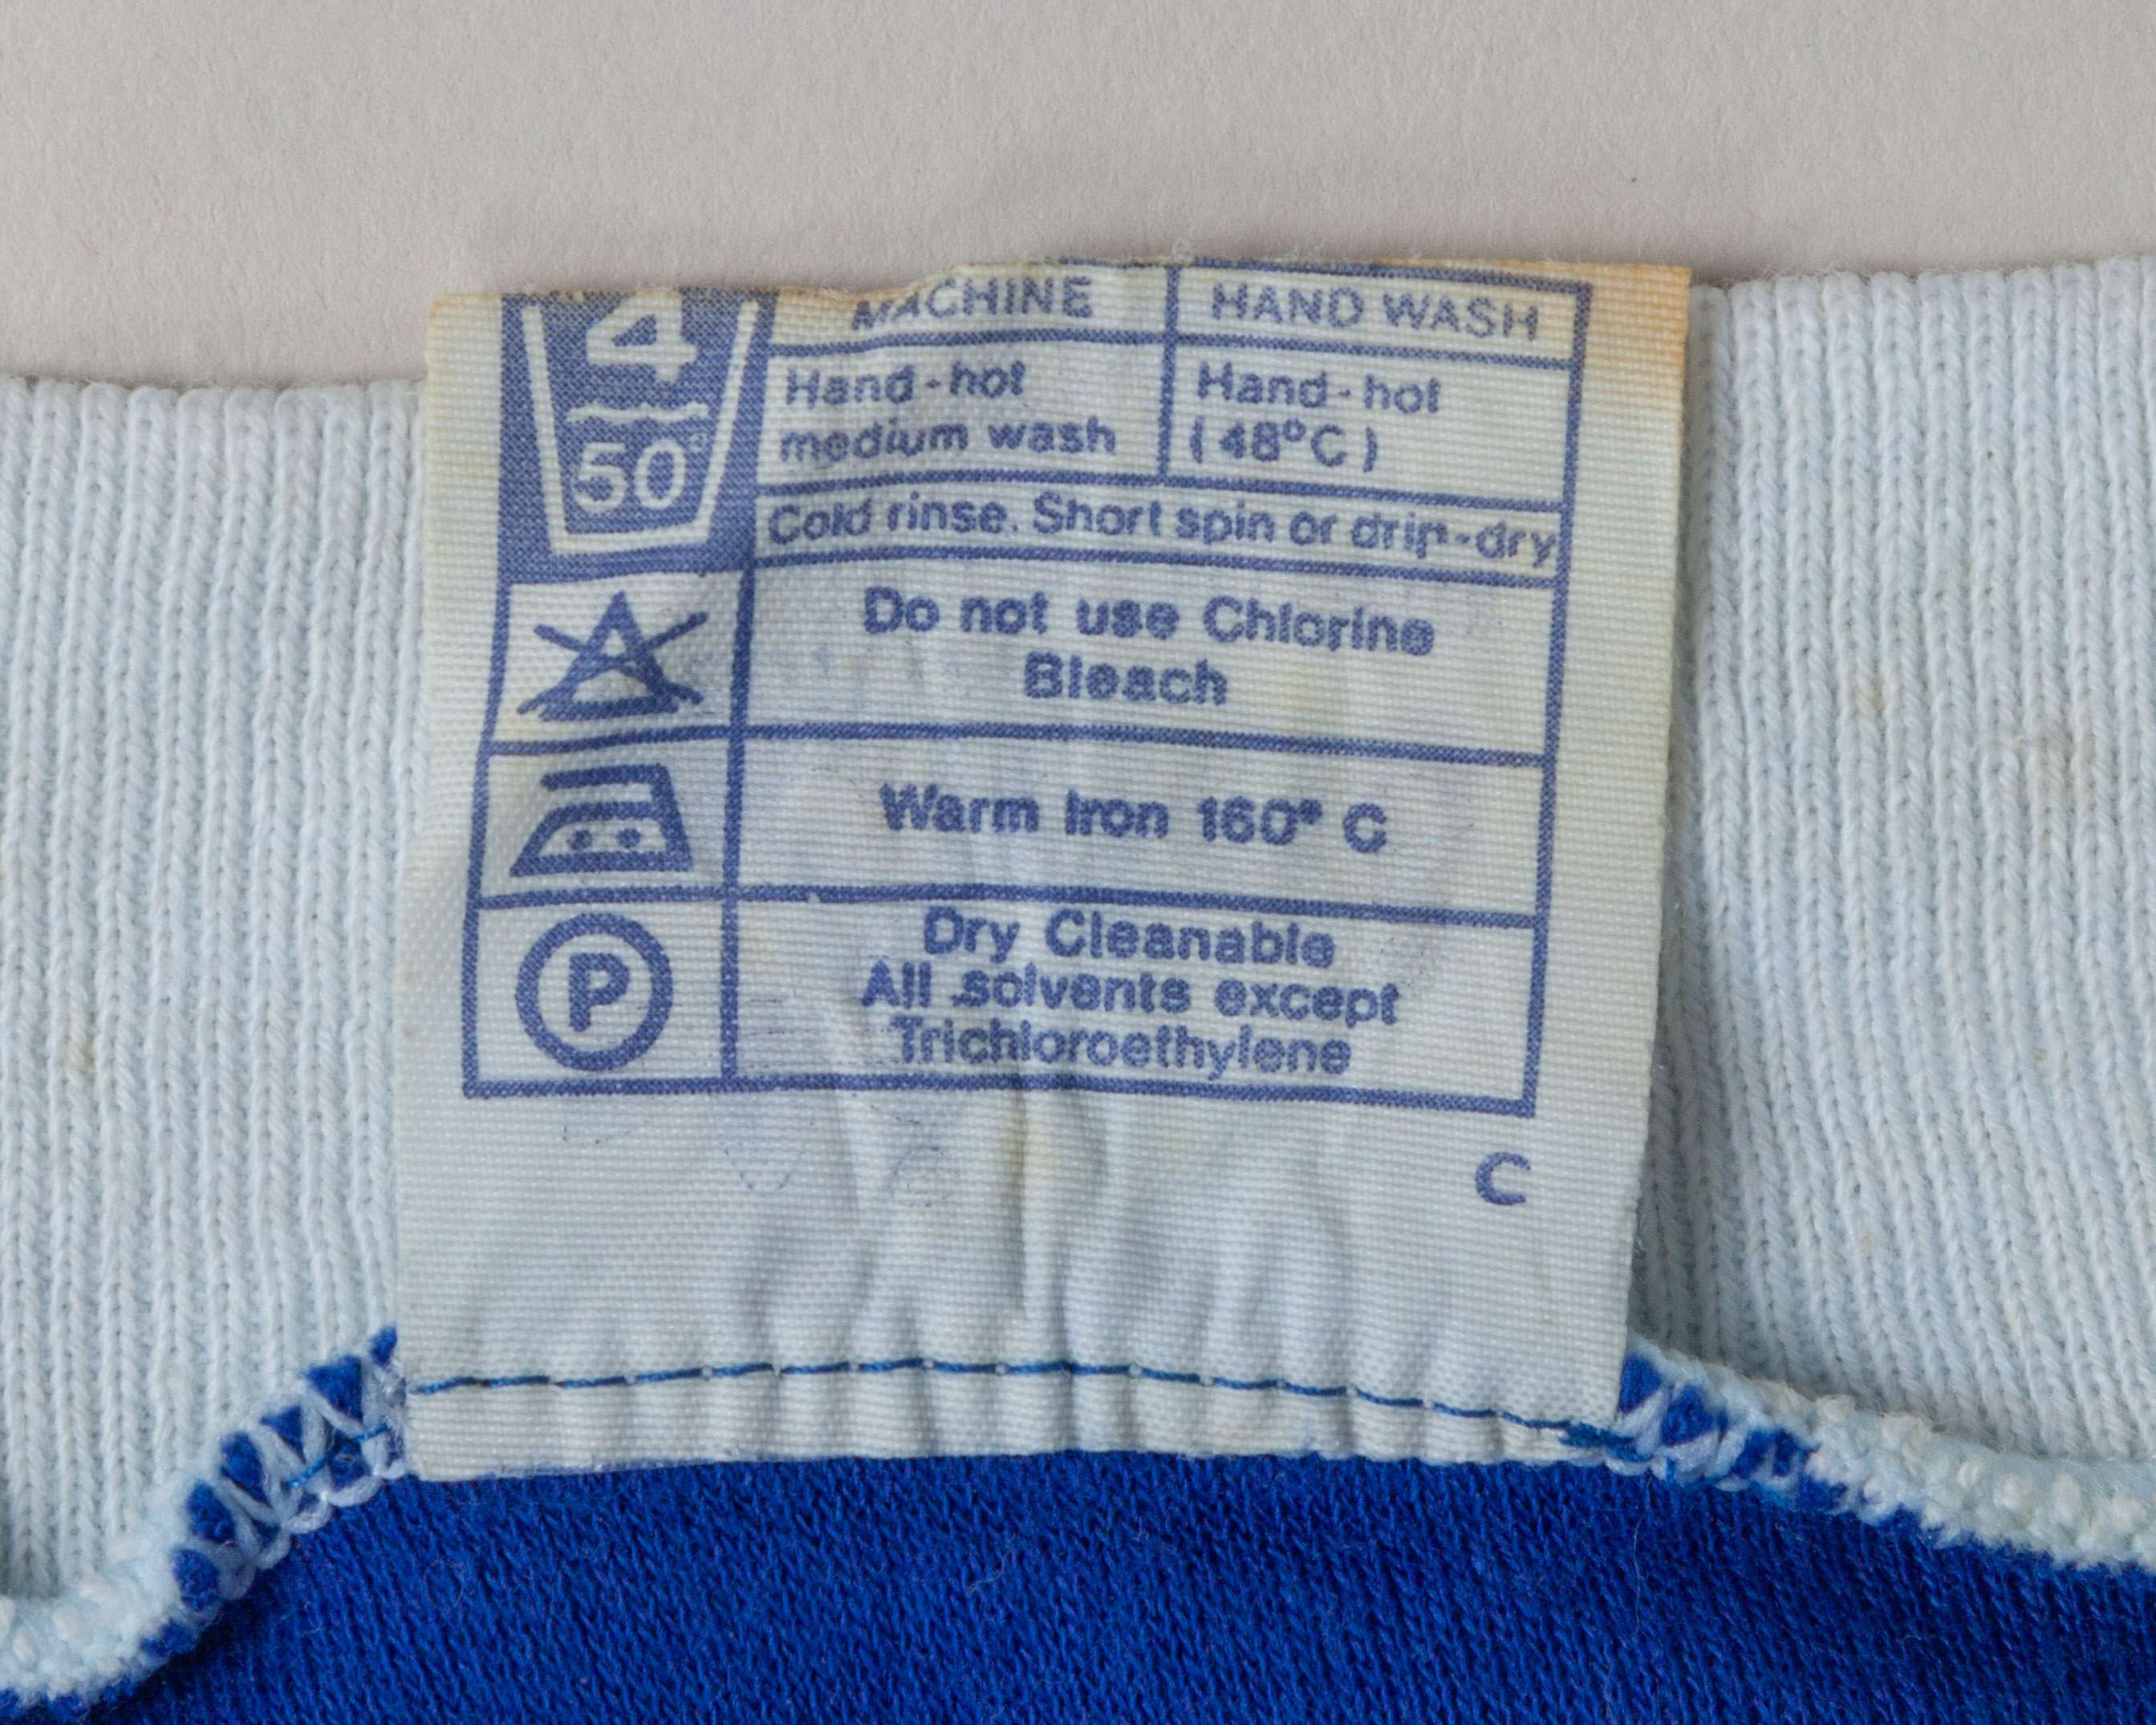 4
50°
MACHINE
HAND WASH
Hand-hot
medium wash
Hand-hot
(48°C)
Cold rinse. Short spin or drip-dry
Do not use Chlorine
Bleach
Warm Iron 160° C
P
Dry Cleanable
All solvents except
Trichloroethylene
C